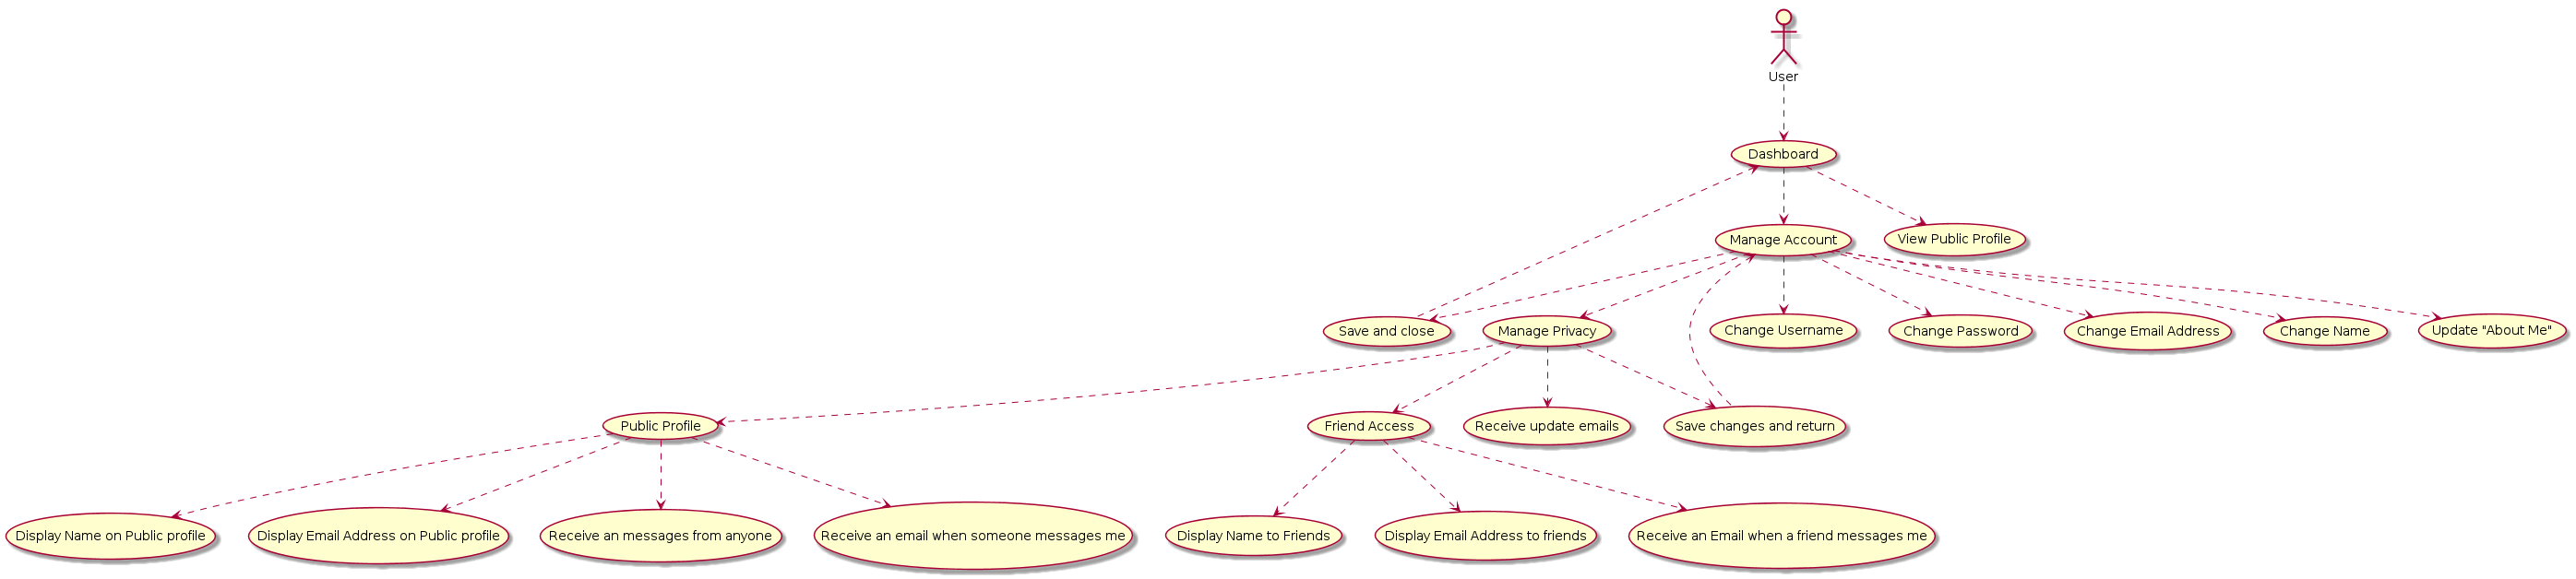 User
Dashboard
Manage Account
View Public Profile
Save and close
Manage Privacy
Change Username
Change Password
Change Email Address
Change Name
Update "About Me"
Public Profile
Friend Access
Receive update emails
Save changes and return
Display Name on Public profile
Display Email Address on Public profile
Receive an messages from anyone
Receive an email when someone messages me
Display Name to Friends
Display Email Address to friends
Receive an Email when a friend messages me